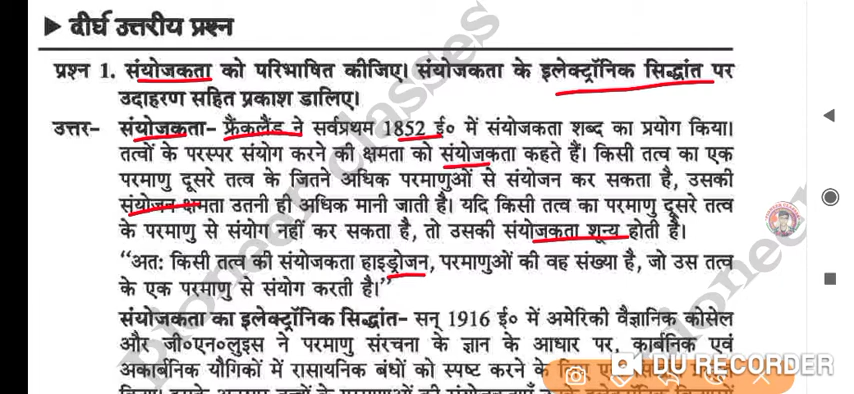 ► दीर्घ उत्तरीय प्रश्न
प्रश्न 1. संयोजकता को परिभाषित कीजिए। संयोजकता के इलेक्ट्रॉनिक सिद्धांत पर
उदाहरण सहित प्रकाश डालिए।
उत्तर- संयोजकता- फ्रैंकलैंड ने सर्वप्रथम 1852 ई० में संयोजकता शब्द का प्रयोग किया।
तत्वों के परस्पर संयोग करने की क्षमता को संयोजकता कहते हैं। किसी तत्व का एक
परमाणु दूसरे तत्व के जितने अधिक परमाणुओं से संयोजन कर सकता है, उसकी
संयोजन क्षमता उतनी ही अधिक मानी जाती है। यदि किसी तत्व का परमाणु दूसरे तत्व
के परमाणु से संयोग नहीं कर सकता है, तो उसकी संयोजकता शून्य होती है।
“अतः किसी तत्व की संयोजकता हाइड्रोजन, परमाणुओं की वह संख्या है, जो उस तत्व
के एक परमाणु से संयोग करती है।”
संयोजकता का इलेक्ट्रॉनिक सिद्धांत- सन् 1916 ई० में अमेरिकी वैज्ञानिक कौसेल
और जी०एन०लुइस ने परमाणु संरचना के ज्ञान के आधार पर, कार्बनिक एवं
अकार्बनिक यौगिकों में रासायनिक बंधों को स्पष्ट करने के
DU RECORDER
pioneer classes
pioneer